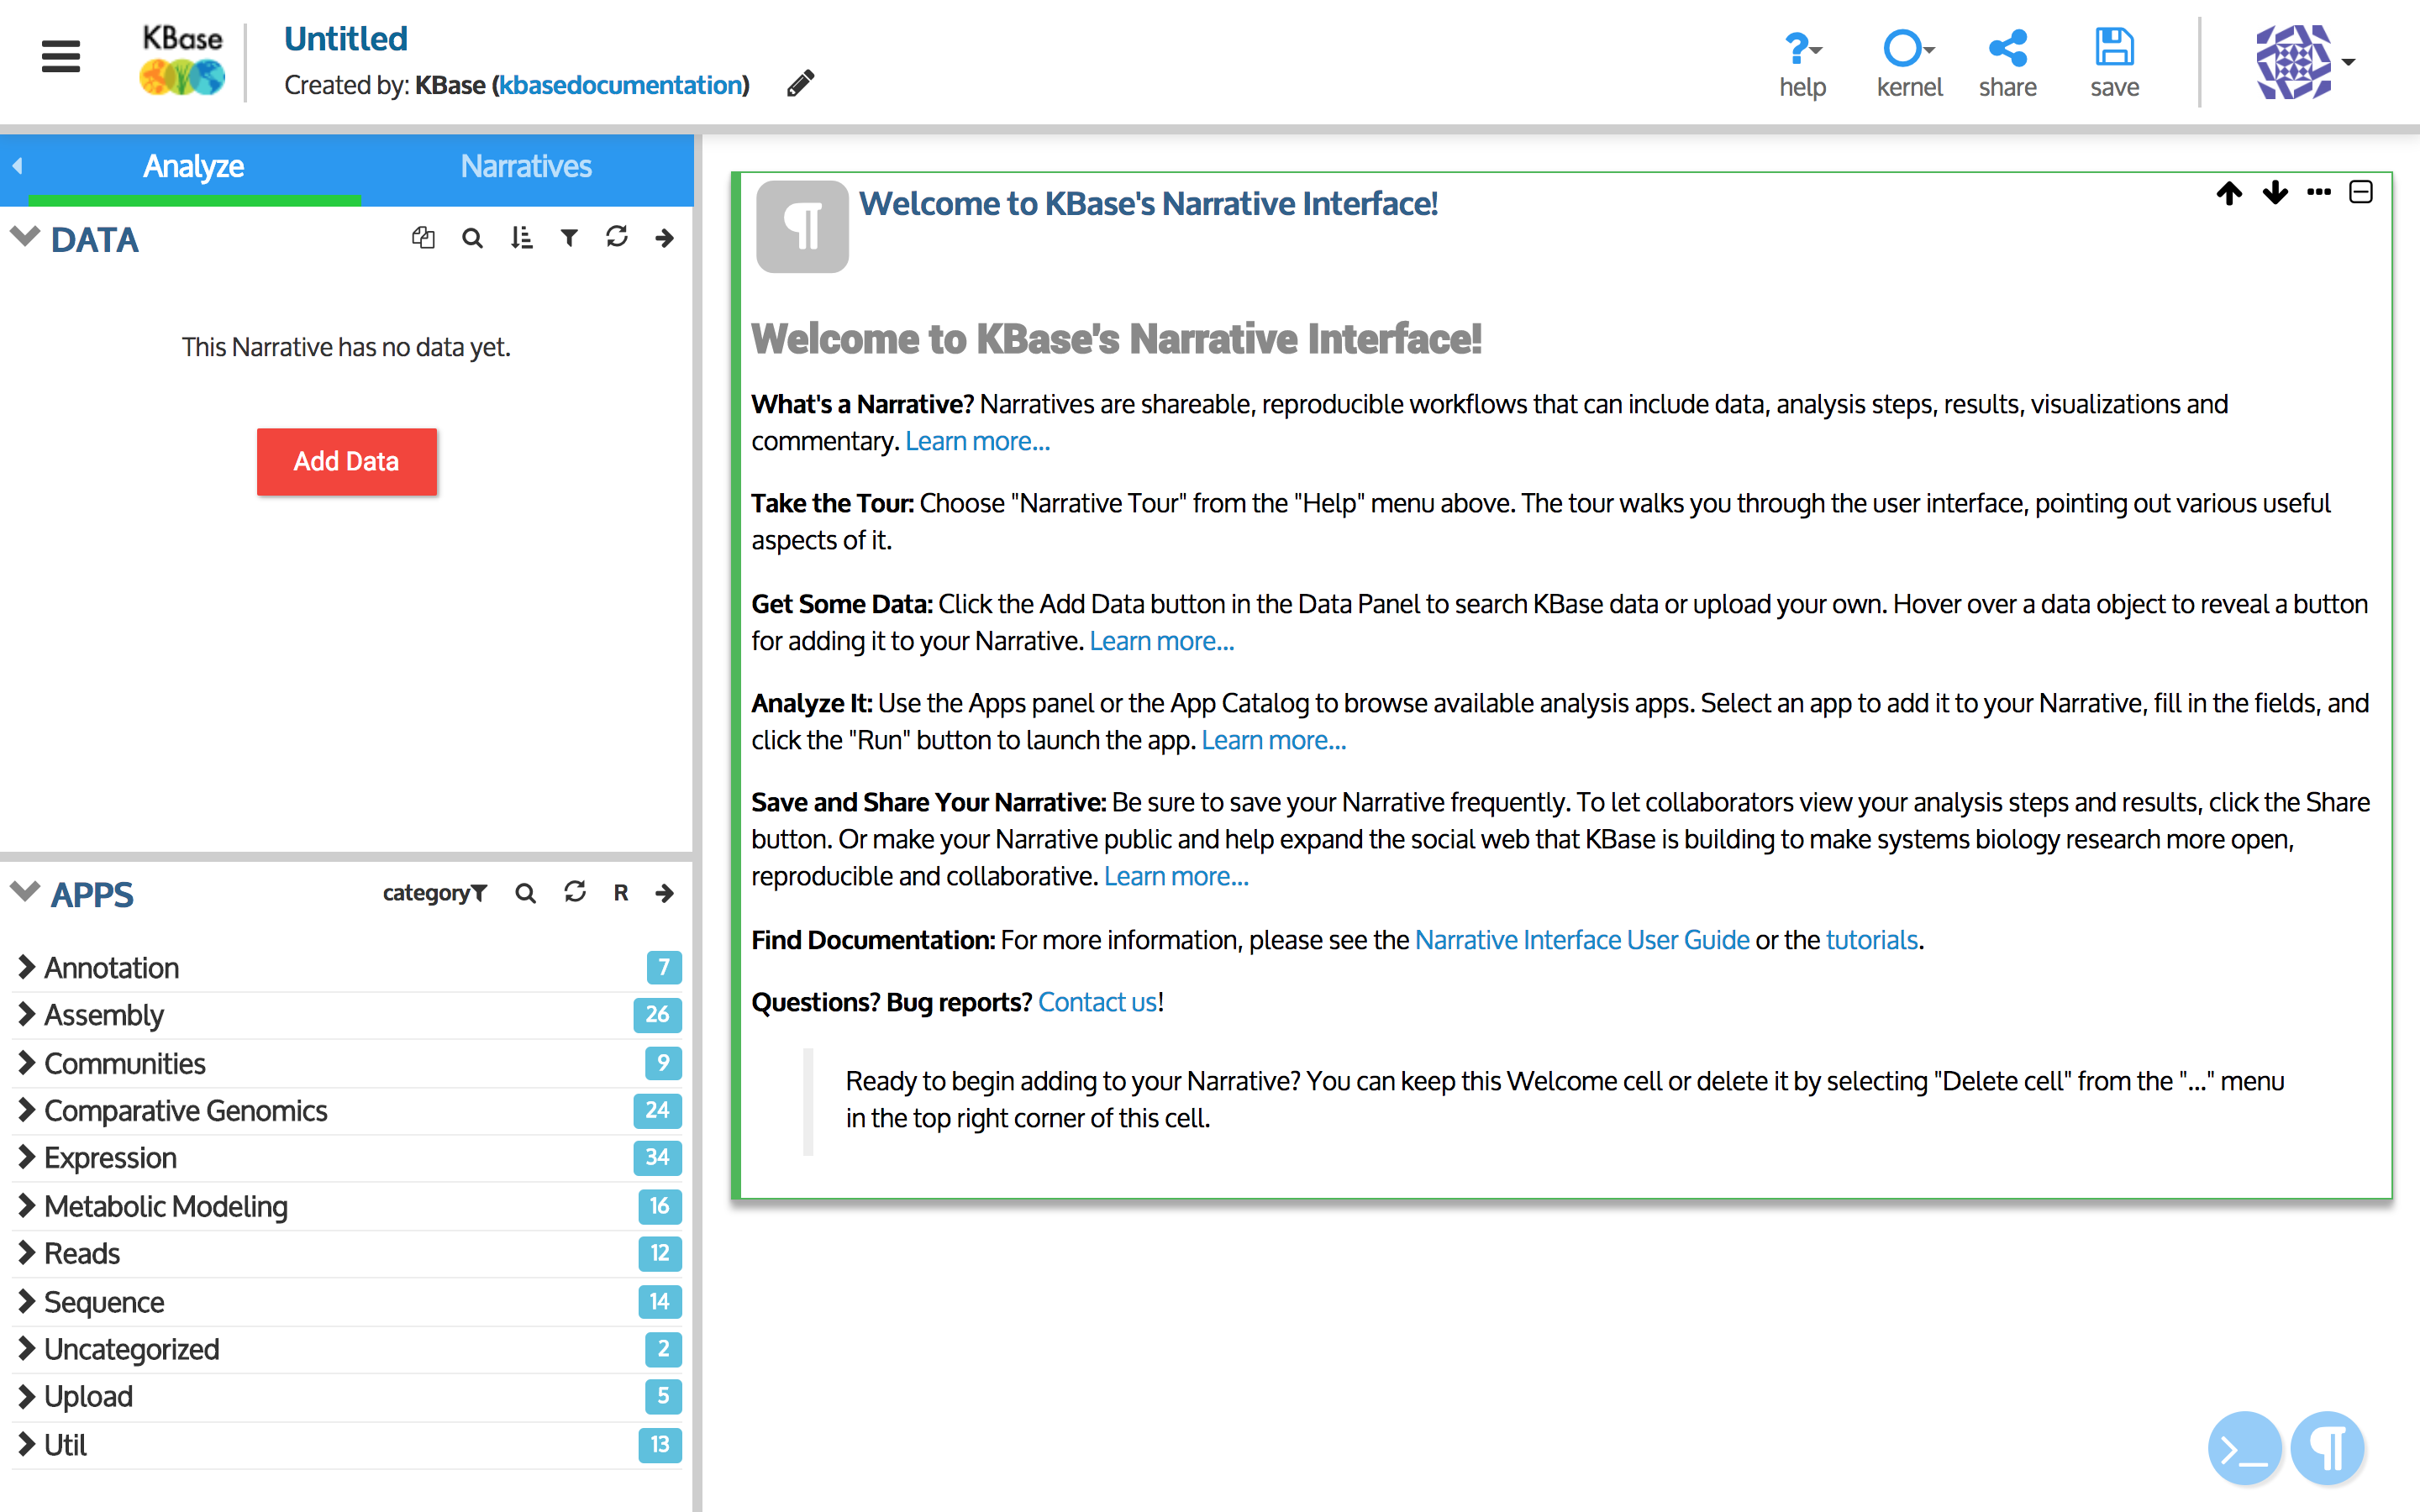 KBase
Untitled
Created by: KBase (kbasedocumentation)
help
kernel
share
save
Analyze
Narratives
DATA
This Narrative has no data yet.
Add Data
APPS
category
R
Annotation 7
Assembly 26
Communities 9
Comparative Genomics 24
Expression 34
Metabolic Modeling 16
Reads 12
Sequence 14
Uncategorized 2
Upload 5
Util 13
Welcome to KBase's Narrative Interface!
Welcome to KBase's Narrative Interface!
What's a Narrative? Narratives are shareable, reproducible workflows that can include data, analysis steps, results, visualizations and
commentary. Learn more...
Take the Tour: Choose "Narrative Tour" from the "Help" menu above. The tour walks you through the user interface, pointing out various useful
aspects of it.
Get Some Data: Click the Add Data button in the Data Panel to search KBase data or upload your own. Hover over a data object to reveal a button
for adding it to your Narrative. Learn more...
Analyze It: Use the Apps panel or the App Catalog to browse available analysis apps. Select an app to add it to your Narrative, fill in the fields, and
click the "Run" button to launch the app. Learn more...
Save and Share Your Narrative: Be sure to save your Narrative frequently. To let collaborators view your analysis steps and results, click the Share
button. Or make your Narrative public and help expand the social web that KBase is building to make systems biology research more open,
reproducible and collaborative. Learn more...
Find Documentation: For more information, please see the Narrative Interface User Guide or the tutorials.
Questions? Bug reports? Contact us!
Ready to begin adding to your Narrative? You can keep this Welcome cell or delete it by selecting "Delete cell" from the "..." menu
in the top right corner of this cell.